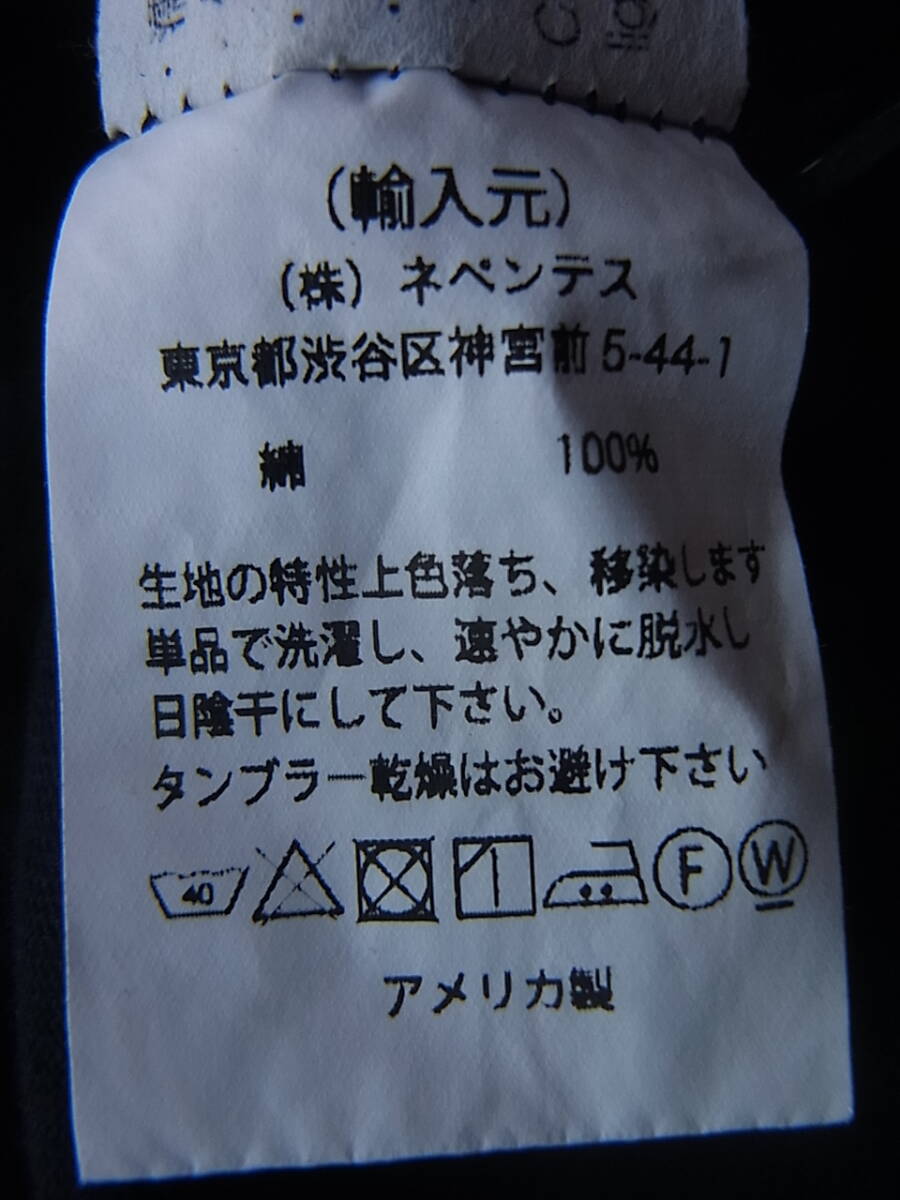 (輸入元)
(株) ネペンテス
東京都渋谷区神宮前5-44-1
綿 100%
生地の特性上色落ち、移染します
単品で洗濯し、速やかに脱水し
日陰干にして下さい。
タンブラー乾燥はお避け下さい
40 F W
アメリカ製